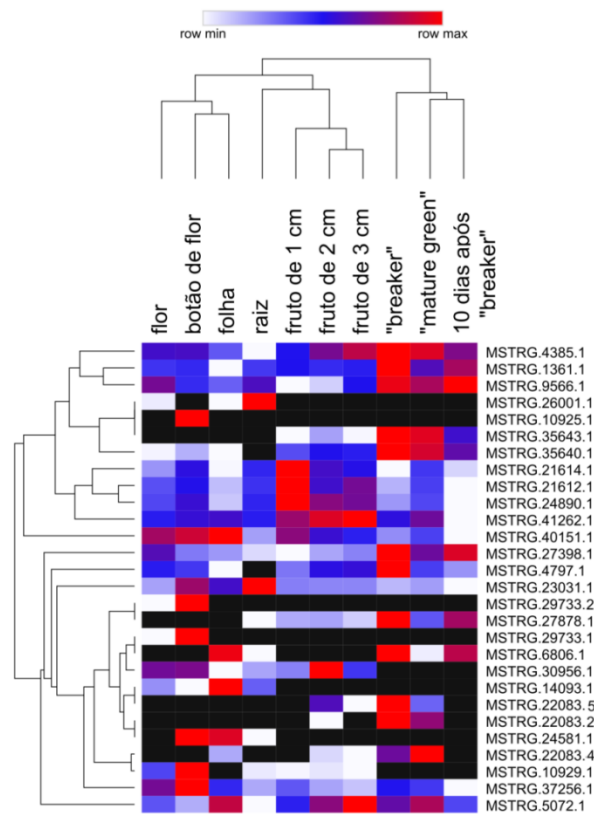 row min row max
flor
botão de flor
folha
raiz
fruto de 1 cm
fruto de 2 cm
fruto de 3 cm
"breaker"
"mature green"
10 dias após
"breaker"
MSTRG.4385.1
MSTRG.1361.1
MSTRG.9566.1
MSTRG.26001.1
MSTRG.10925.1
MSTRG.35643.1
MSTRG.35640.1
MSTRG.21614.1
MSTRG.21612.1
MSTRG.24890.1
MSTRG.41262.1
MSTRG.40151.1
MSTRG.27398.1
MSTRG.4797.1
MSTRG.23031.1
MSTRG.29733.2
MSTRG.27878.1
MSTRG.29733.1
MSTRG.6806.1
MSTRG.30956.1
MSTRG.14093.1
MSTRG.22083.5
MSTRG.22083.2
MSTRG.24581.1
MSTRG.22083.4
MSTRG.10929.1
MSTRG.37256.1
MSTRG.5072.1